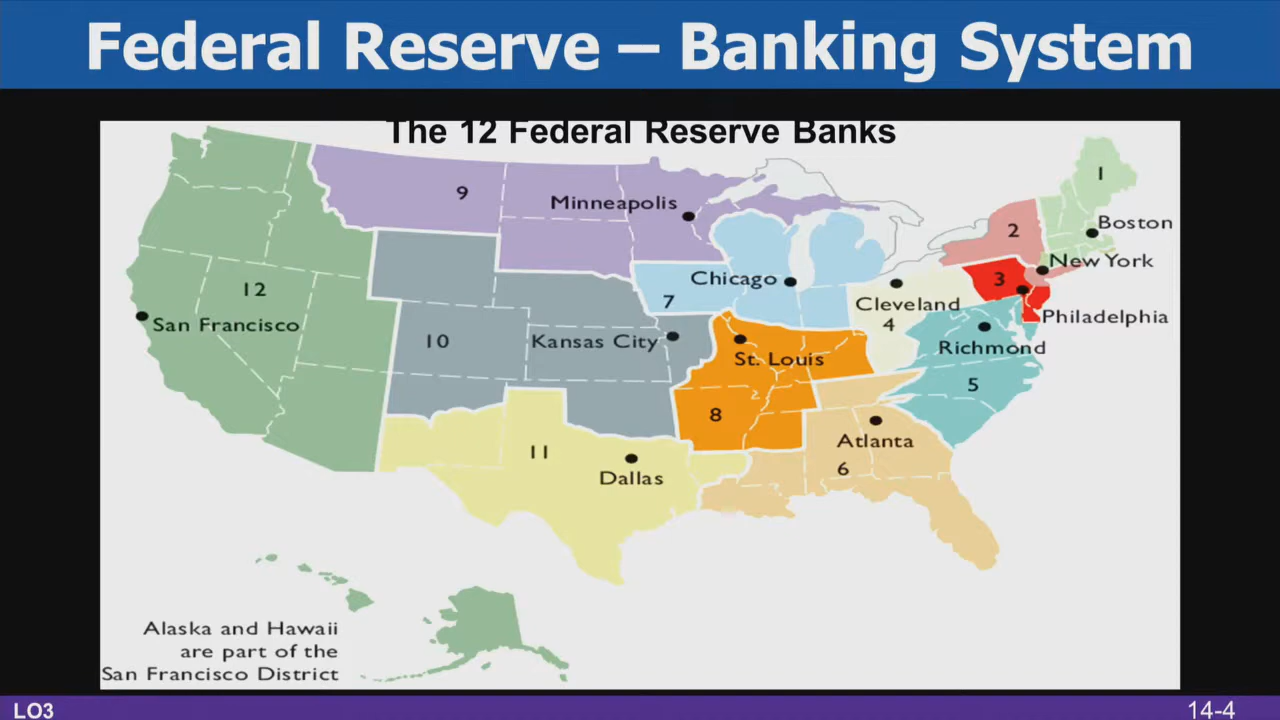 Federal Reserve – Banking System
The 12 Federal Reserve Banks
1
9
Minneapolis
Boston
2
New York
Chicago
3
12
7
Cleveland
Philadelphia
San Francisco
4
10
Kansas City
Richmond
St. Louis
5
8
Atlanta
11
6
Dallas
Alaska and Hawaii
are part of the
San Francisco District
LO3
14-4